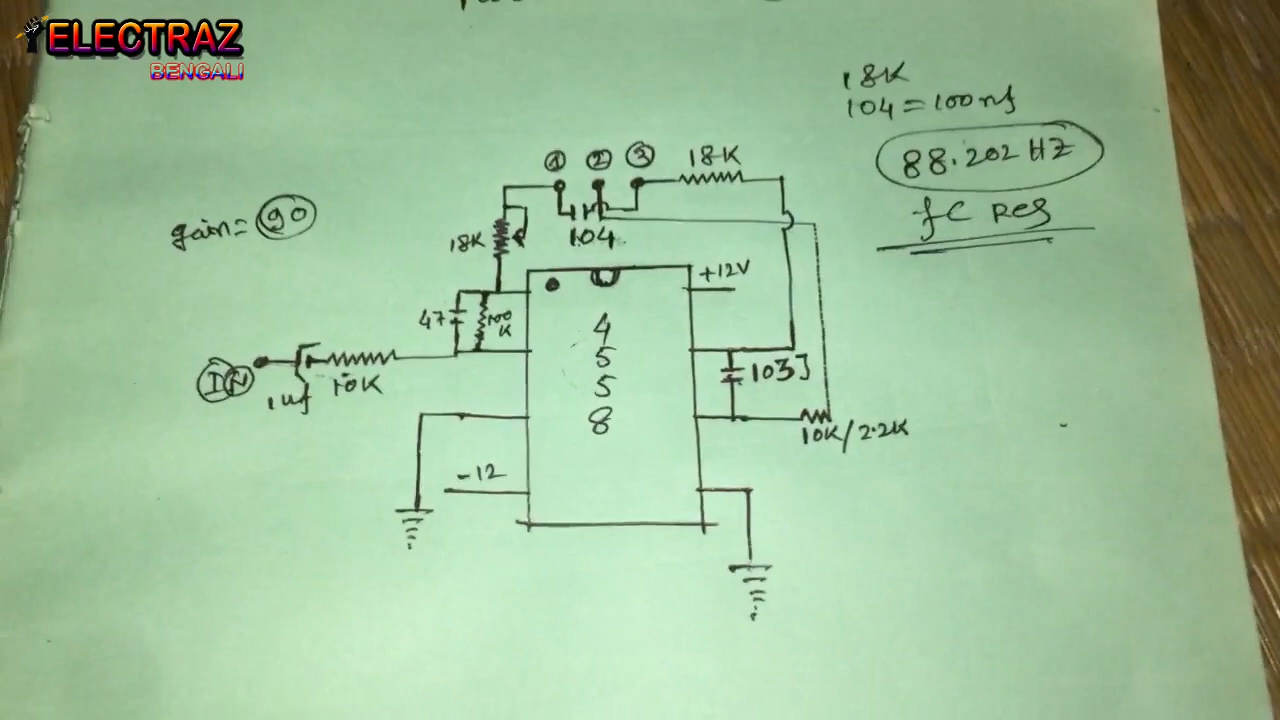 ELECTRAZ
BENGALI
18K
104 = 100nf
88.202 HZ
fc Res
gain = 90
1 2 3
18K
18K
104
+12V
47
100
K
4
5
5
8
103J
IN
1uf
10K
10K/2.2K
-12